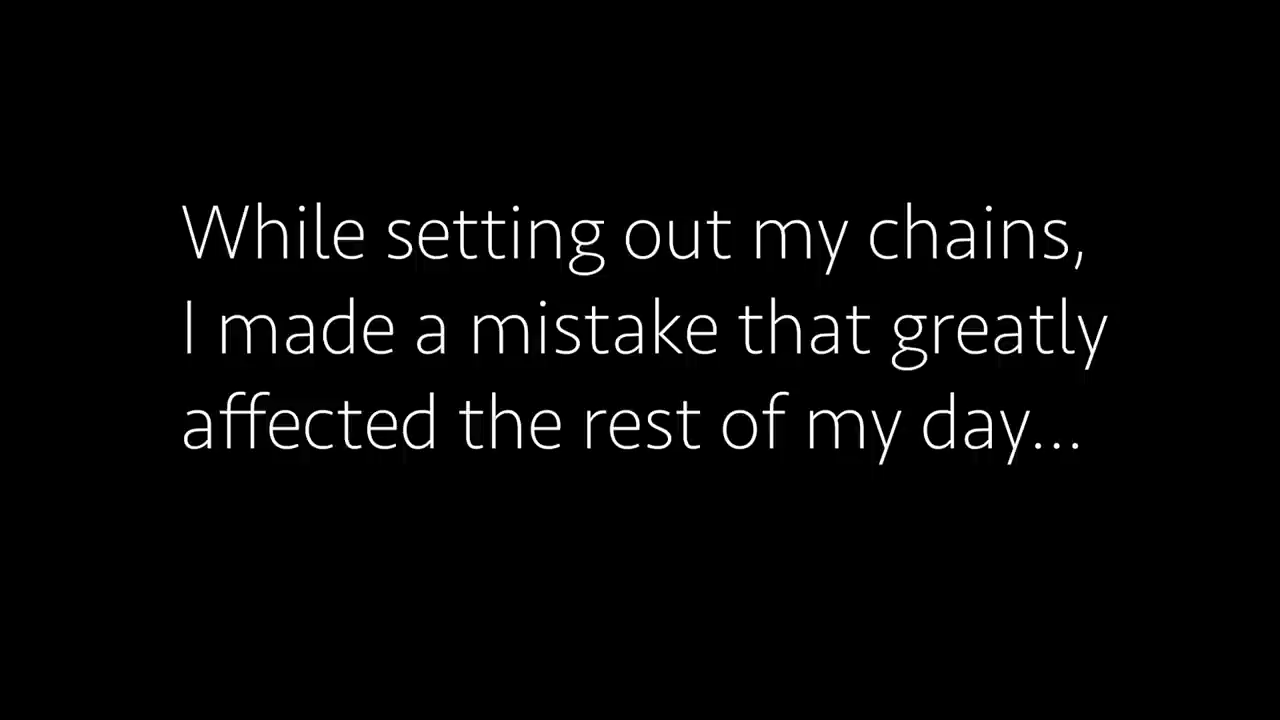 While setting out my chains,
I made a mistake that greatly
affected the rest of my day...